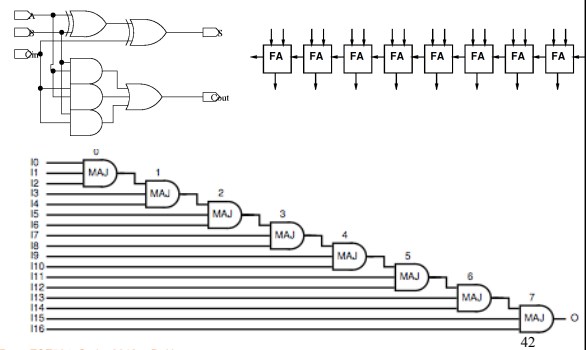 A
B
Cin
S
Cout
FA FA FA FA FA FA FA FA
0
I0
I1
MAJ
I2
1
I3
MAJ
I4
2
I5
MAJ
I6
3
I7
MAJ
I8
4
I9
MAJ
I10
5
I11
MAJ
I12
6
I13
MAJ
I14
7
I15
MAJ
O
I16
42